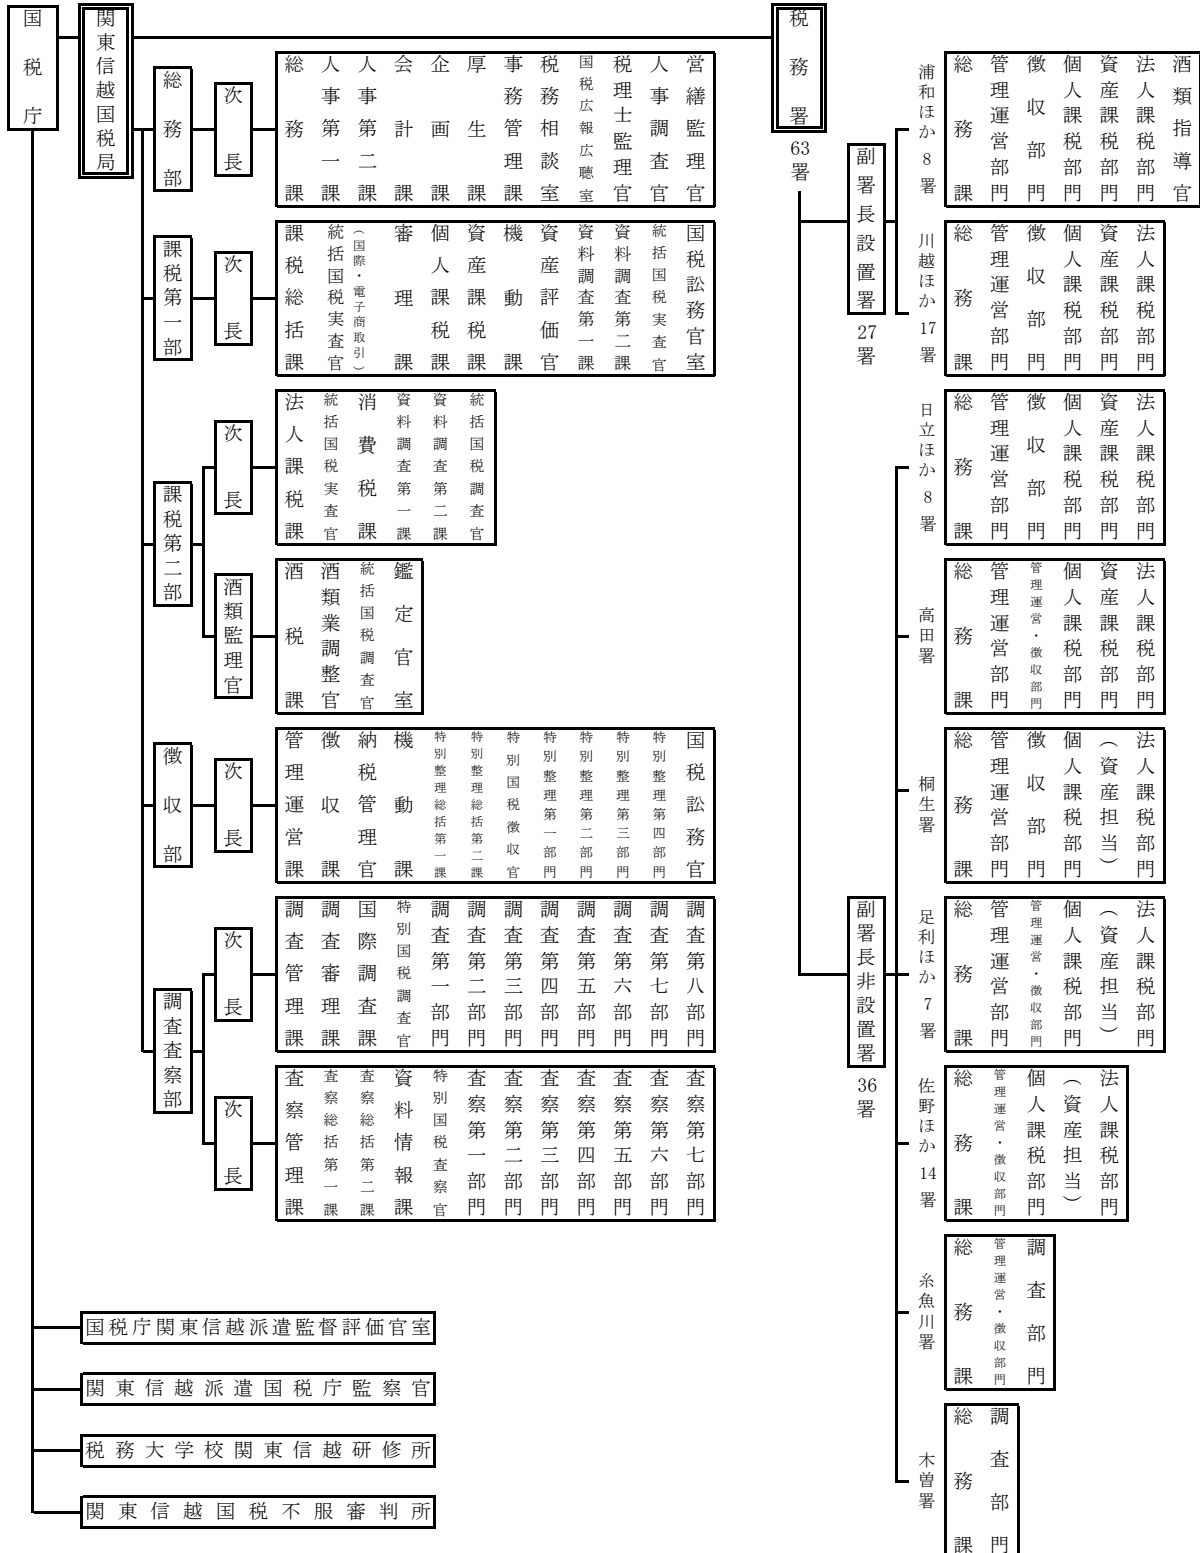 国税庁
関東信越国税局
総務部
次長
総務課
人事第一課
人事第二課
会計課
企画課
厚生課
事務管理課
税務相談室
国税広報広聴室
税理士監理官
人事調査官
営繕監理官
課税第一部
次長
課税総括課
統括国税実査官
（国際・電子商取引）
審理課
個人課税課
資産課税課
機動課
資産評価官
資料調査第一課
資料調査第二課
統括国税実査官
国税訟務官室
課税第二部
次長
法人課税課
統括国税実査官
消費税課
資料調査第一課
資料調査第二課
統括国税調査官
酒類監理官
酒税課
酒類業調整官
統括国税調査官
鑑定官室
徴収部
次長
管理運営課
徴収課
納税管理官
機動課
特別整理総括第一課
特別整理総括第二課
特別国税徴収官
特別整理第一部門
特別整理第二部門
特別整理第三部門
特別整理第四部門
国税訟務官
調査査察部
次長
調査管理課
調査審理課
国際調査課
特別国税調査官
調査第一部門
調査第二部門
調査第三部門
調査第四部門
調査第五部門
調査第六部門
調査第七部門
調査第八部門
次長
査察管理課
査察総括第一課
査察総括第二課
資料情報課
特別国税査察官
査察第一部門
査察第二部門
査察第三部門
査察第四部門
査察第五部門
査察第六部門
査察第七部門
国税庁関東信越派遣監督評価官室
関東信越派遣国税庁監察官
税務大学校関東信越研修所
関東信越国税不服審判所
税務署
63署
副署長設置署
27署
浦和ほか8署
総務課
管理運営部門
徴収部門
個人課税部門
資産課税部門
法人課税部門
酒類指導官
川越ほか17署
総務課
管理運営部門
徴収部門
個人課税部門
資産課税部門
法人課税部門
副署長非設置署
36署
日立ほか8署
総務課
管理運営部門
徴収部門
個人課税部門
資産課税部門
法人課税部門
高田署
総務課
管理運営部門
管理運営・徴収部門
個人課税部門
資産課税部門
法人課税部門
桐生署
総務課
管理運営部門
徴収部門
個人課税部門
（資産担当）
法人課税部門
足利ほか7署
総務課
管理運営部門
管理運営・徴収部門
個人課税部門
（資産担当）
法人課税部門
佐野ほか14署
総務課
管理運営・徴収部門
個人課税部門
（資産担当）
法人課税部門
糸魚川署
総務課
管理運営・徴収部門
調査部門
木曽署
総務課
調査部門